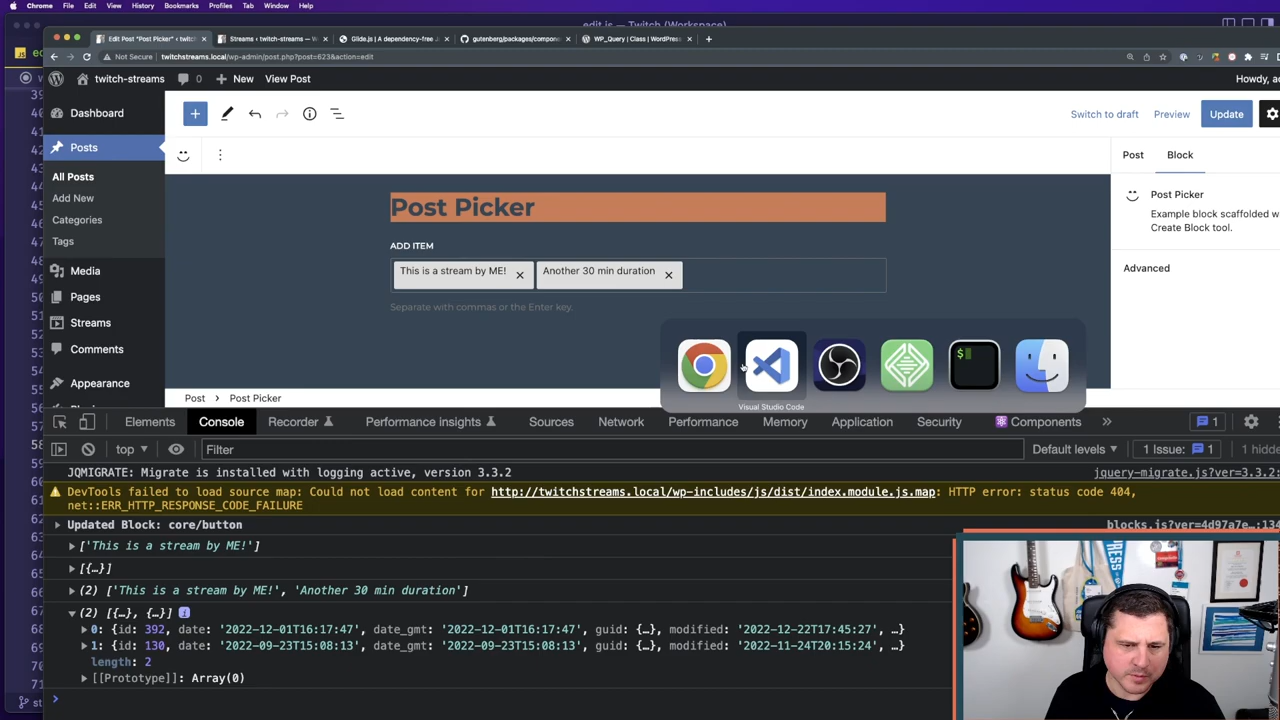 Chrome File Edit View History Bookmarks Profiles Tab Window Help
edit.js — Twitch (Workspace)
Edit Post "Post Picker" ‹ twitch
Streams ‹ twitch-streams — W
Glide.js | A dependency-free J
gutenberg/packages/compone
WP_Query | Class | WordPress
Not Secure twitchstreams.local/wp-admin/post.php?post=623&action=edit
twitch-streams 0 New View Post Howdy, ad
Dashboard
Posts
All Posts
Add New
Categories
Tags
Media
Pages
Streams
Comments
Appearance
Switch to draft Preview Update
Post Block
Post Picker
Example block scaffolded w
Create Block tool.
Advanced
Post Picker
ADD ITEM
This is a stream by ME! Another 30 min duration
Separate with commas or the Enter key.
Visual Studio Code
Post Post Picker
Elements Console Recorder Performance insights Sources Network Performance Memory Application Security Components 1
top Filter Default levels 1 Issue: 1 1 hidde
JQMIGRATE: Migrate is installed with logging active, version 3.3.2 jquery-migrate.js?ver=3.3.2:
DevTools failed to load source map: Could not load content for http://twitchstreams.local/wp-includes/js/dist/index.module.js.map: HTTP error: status code 404,
net::ERR_HTTP_RESPONSE_CODE_FAILURE
Updated Block: core/button blocks.js?ver=4d97a7e…:134
['This is a stream by ME!']
[{…}]
(2) ['This is a stream by ME!', 'Another 30 min duration']
(2) [{…}, {…}]
0: {id: 392, date: '2022-12-01T16:17:47', date_gmt: '2022-12-01T16:17:47', guid: {…}, modified: '2022-12-22T17:45:27', …}
1: {id: 130, date: '2022-09-23T15:08:13', date_gmt: '2022-09-23T15:08:13', guid: {…}, modified: '2022-11-24T20:15:24', …}
length: 2
[[Prototype]]: Array(0)